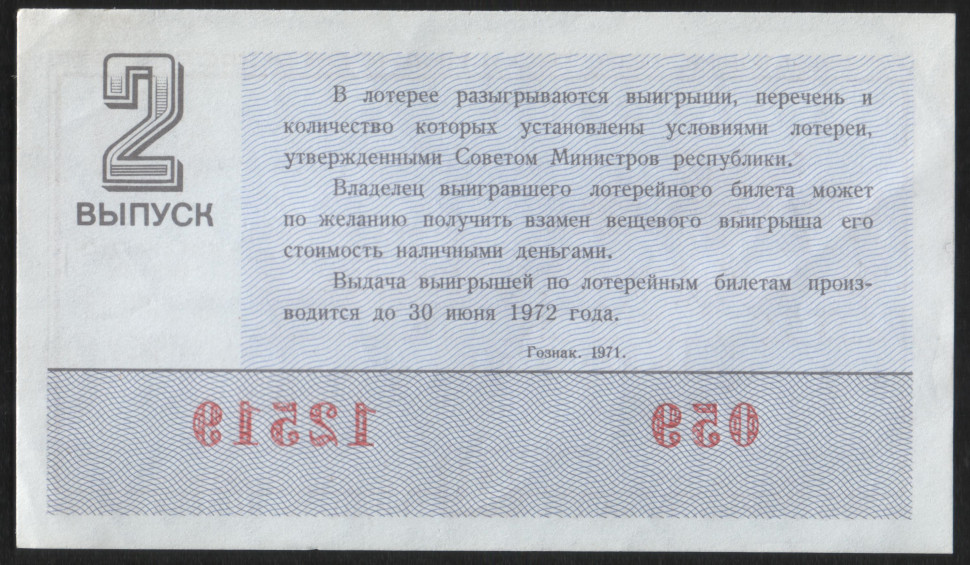 2
ВЫПУСК
В лотерее разыгрываются выигрыши, перечень и
количество которых установлены условиями лотереи,
утвержденными Советом Министров республики.
Владелец выигравшего лотерейного билета может
по желанию получить взамен вещевого выигрыша его
стоимость наличными деньгами.
Выдача выигрышей по лотерейным билетам произ-
водится до 30 июня 1972 года.
Гознак. 1971.
12519 059